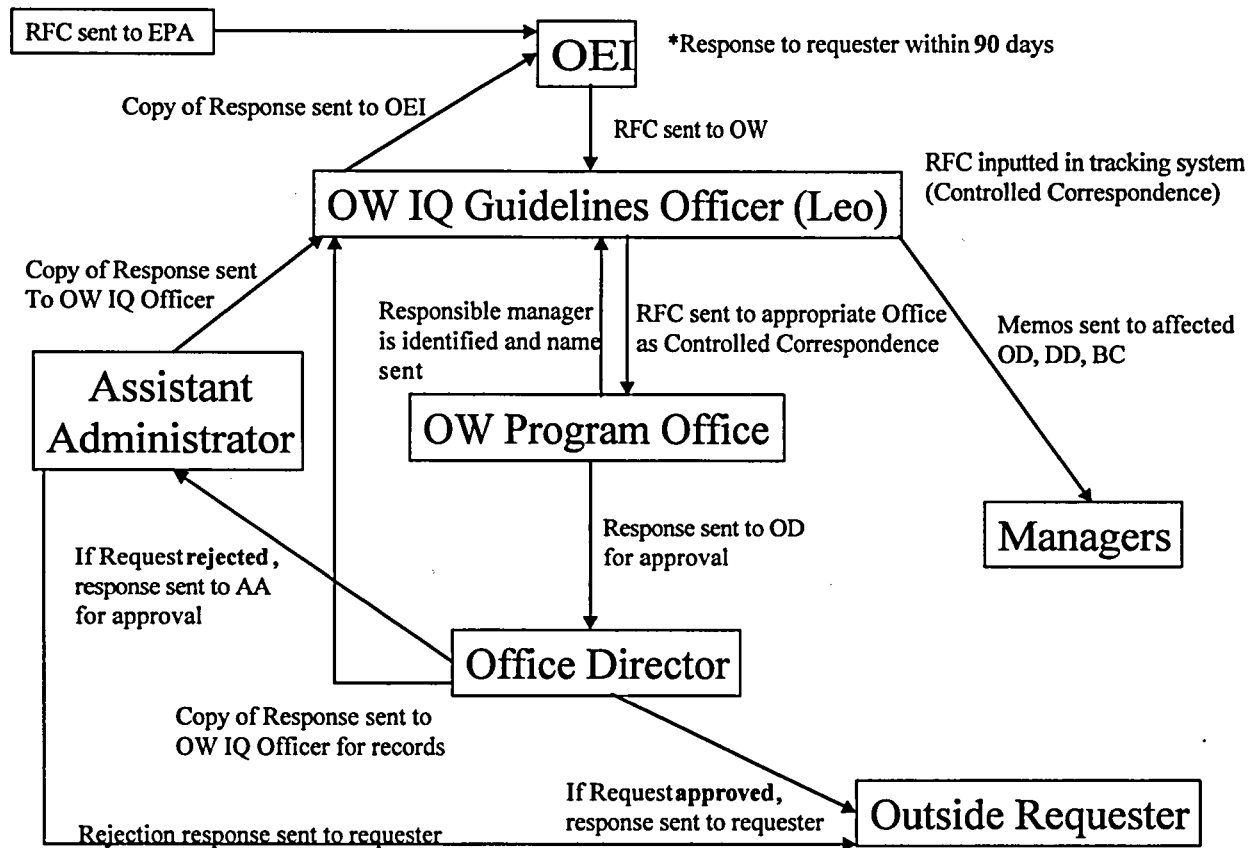 RFC sent to EPA
OEI
*Response to requester within 90 days
Copy of Response sent to OEI
RFC sent to OW
RFC inputted in tracking system
(Controlled Correspondence)
OW IQ Guidelines Officer (Leo)
Copy of Response sent
To OW IQ Officer
Responsible manager
is identified and name
sent
RFC sent to appropriate Office
as Controlled Correspondence
Memos sent to affected
OD, DD, BC
Assistant
Administrator
OW Program Office
Managers
Response sent to OD
for approval
If Request rejected,
response sent to AA
for approval
Office Director
Copy of Response sent to
OW IQ Officer for records
If Request approved,
response sent to requester
Outside Requester
Rejection response sent to requester